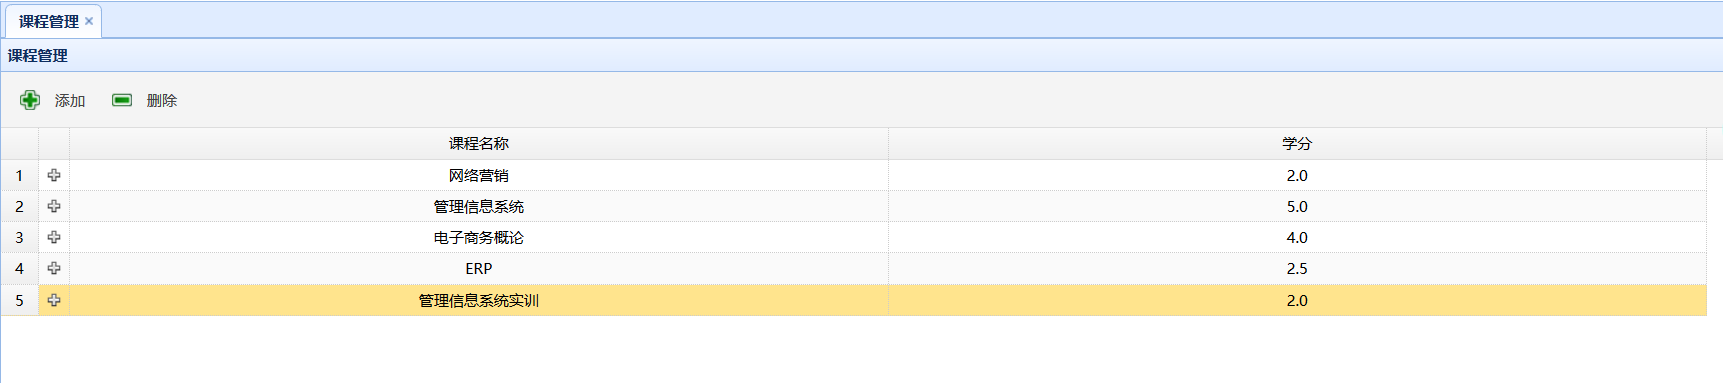 课程管理
课程管理
添加 删除
课程名称 学分
1 网络营销 2.0
2 管理信息系统 5.0
3 电子商务概论 4.0
4 ERP 2.5
5 管理信息系统实训 2.0